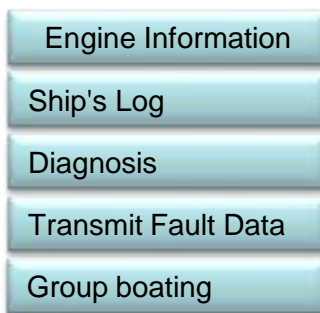 Engine Information
Ship's Log
Diagnosis
Transmit Fault Data
Group boating